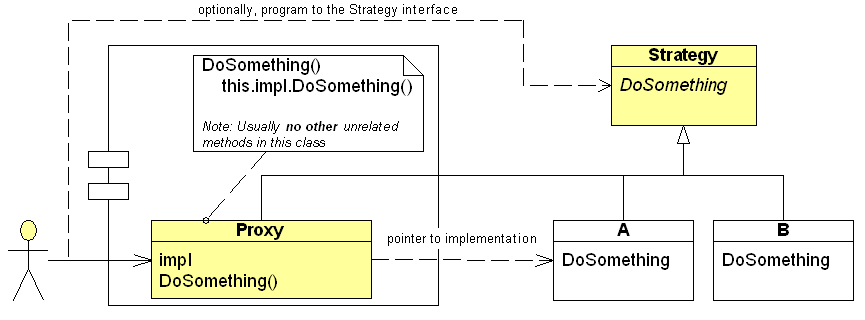 optionally, program to the Strategy interface
DoSomething()
this.impl.DoSomething()
Note: Usually no other unrelated
methods in this class
Strategy
DoSomething
Proxy
impl
DoSomething()
pointer to implementation
A
DoSomething
B
DoSomething